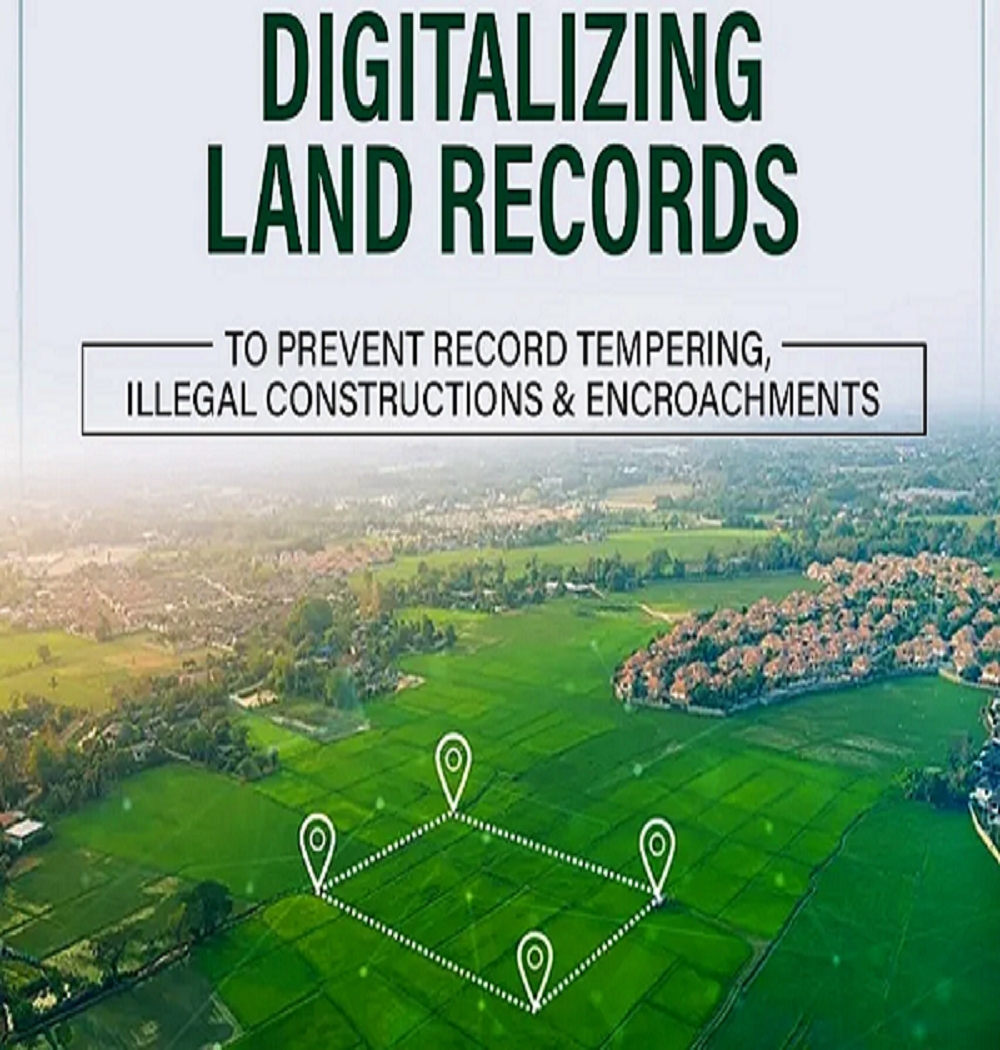 DIGITALIZING
LAND RECORDS
TO PREVENT RECORD TEMPERING,
ILLEGAL CONSTRUCTIONS & ENCROACHMENTS